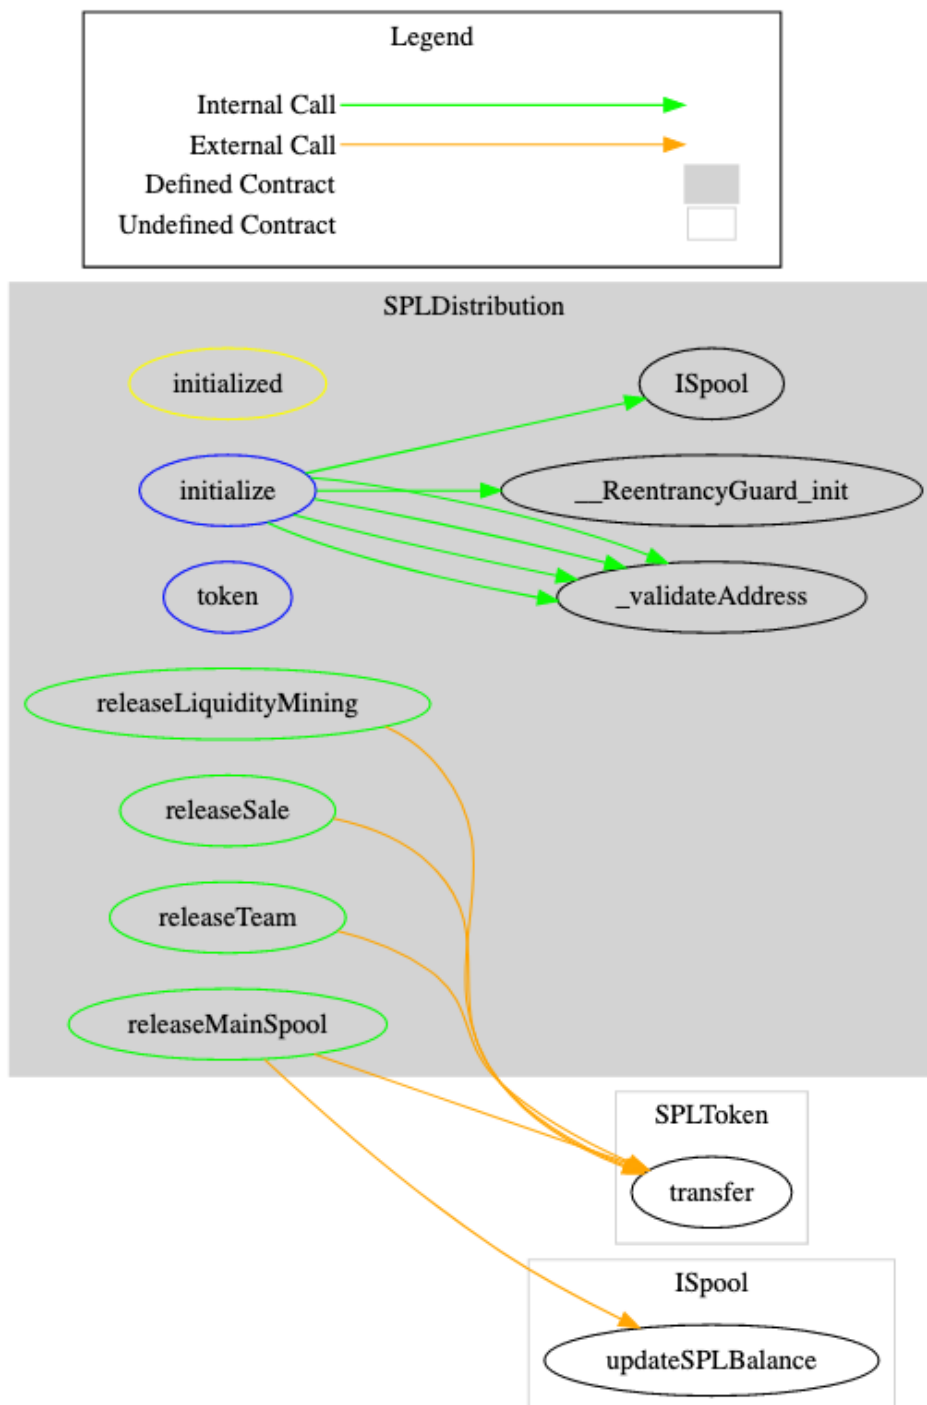 Legend
Internal Call
External Call
Defined Contract
Undefined Contract
SPLDistribution
initialized
ISpool
initialize
__ReentrancyGuard_init
token
_validateAddress
releaseLiquidityMining
releaseSale
releaseTeam
releaseMainSpool
SPLToken
transfer
ISpool
updateSPLBalance